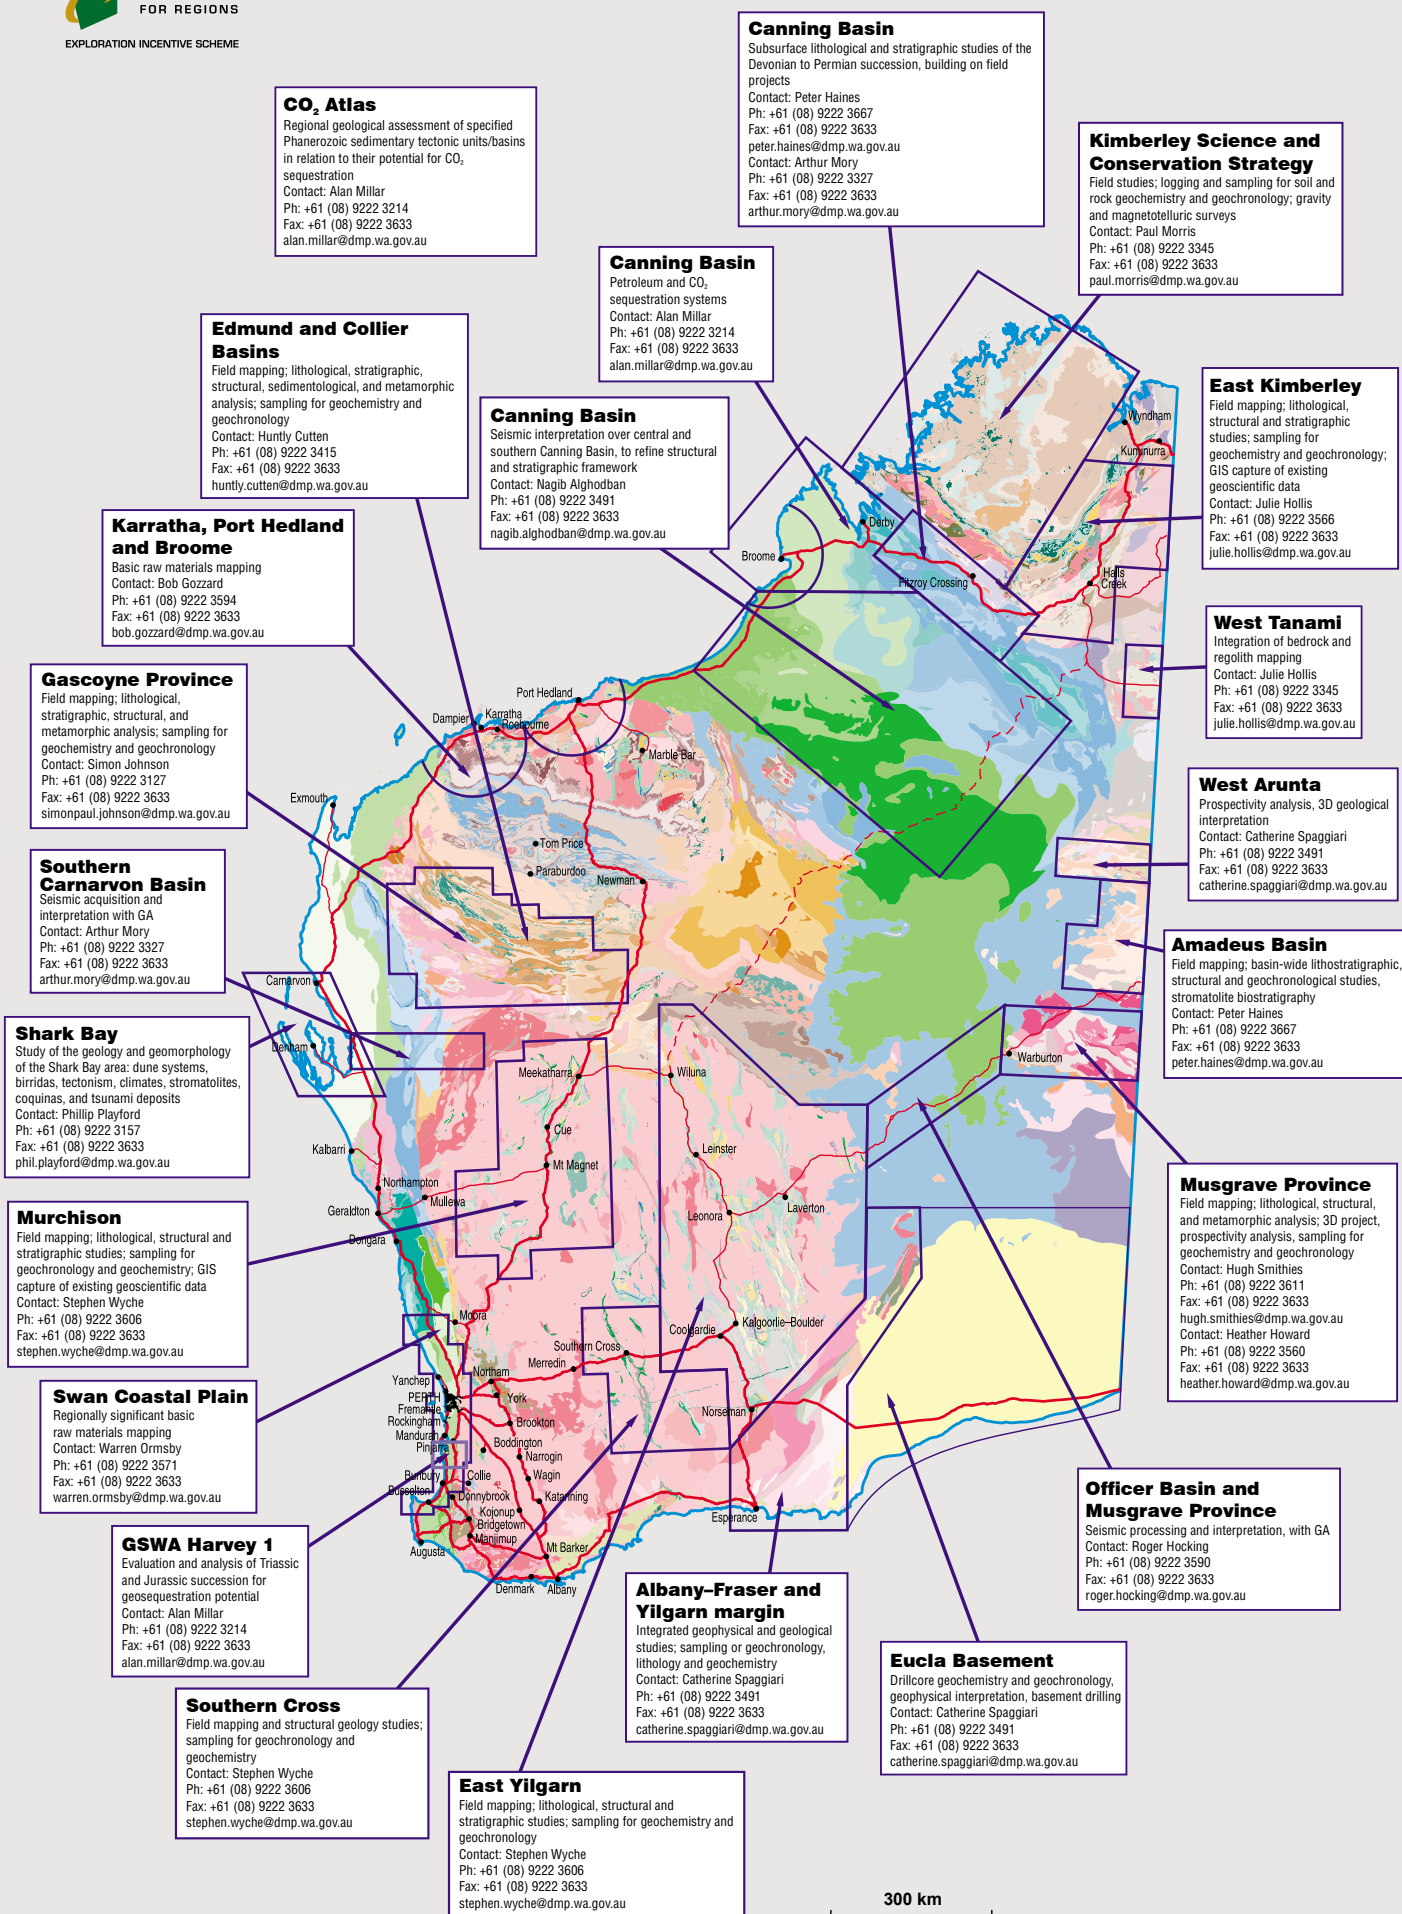 FOR REGIONS
EXPLORATION INCENTIVE SCHEME
Canning Basin
Subsurface lithological and stratigraphic studies of the
Devonian to Permian succession, building on field
projects
Contact: Peter Haines
Ph: +61 (08) 9222 3667
Fax: +61 (08) 9222 3633
peter.haines@dmp.wa.gov.au
Contact: Arthur Mory
Ph: +61 (08) 9222 3327
Fax: +61 (08) 9222 3633
arthur.mory@dmp.wa.gov.au
CO₂ Atlas
Regional geological assessment of specified
Phanerozoic sedimentary tectonic units/basins
in relation to their potential for CO₂
sequestration
Contact: Alan Millar
Ph: +61 (08) 9222 3214
Fax: +61 (08) 9222 3633
alan.millar@dmp.wa.gov.au
Kimberley Science and
Conservation Strategy
Field studies; logging and sampling for soil and
rock geochemistry and geochronology; gravity
and magnetotelluric surveys
Contact: Paul Morris
Ph: +61 (08) 9222 3345
Fax: +61 (08) 9222 3633
paul.morris@dmp.wa.gov.au
Canning Basin
Petroleum and CO₂
sequestration systems
Contact: Alan Millar
Ph: +61 (08) 9222 3214
Fax: +61 (08) 9222 3633
alan.millar@dmp.wa.gov.au
Edmund and Collier
Basins
Field mapping; lithological, stratigraphic,
structural, sedimentological, and metamorphic
analysis; sampling for geochemistry and
geochronology
Contact: Huntly Cutten
Ph: +61 (08) 9222 3415
Fax: +61 (08) 9222 3633
huntly.cutten@dmp.wa.gov.au
East Kimberley
Field mapping; lithological,
structural and stratigraphic
studies; sampling for
geochemistry and geochronology;
GIS capture of existing
geoscientific data
Contact: Julie Hollis
Ph: +61 (08) 9222 3566
Fax: +61 (08) 9222 3633
julie.hollis@dmp.wa.gov.au
Canning Basin
Seismic interpretation over central and
southern Canning Basin, to refine structural
and stratigraphic framework
Contact: Nagib Alghodban
Ph: +61 (08) 9222 3491
Fax: +61 (08) 9222 3633
nagib.alghodban@dmp.wa.gov.au
Karratha, Port Hedland
and Broome
Basic raw materials mapping
Contact: Bob Gozzard
Ph: +61 (08) 9222 3594
Fax: +61 (08) 9222 3633
bob.gozzard@dmp.wa.gov.au
West Tanami
Integration of bedrock and
regolith mapping
Contact: Julie Hollis
Ph: +61 (08) 9222 3345
Fax: +61 (08) 9222 3633
julie.hollis@dmp.wa.gov.au
Gascoyne Province
Field mapping; lithological,
stratigraphic, structural, and
metamorphic analysis; sampling for
geochemistry and geochronology
Contact: Simon Johnson
Ph: +61 (08) 9222 3127
Fax: +61 (08) 9222 3633
simonpaul.johnson@dmp.wa.gov.au
West Arunta
Prospectivity analysis, 3D geological
interpretation
Contact: Catherine Spaggiari
Ph: +61 (08) 9222 3491
Fax: +61 (08) 9222 3633
catherine.spaggiari@dmp.wa.gov.au
Southern
Carnarvon Basin
Seismic acquisition and
interpretation with GA
Contact: Arthur Mory
Ph: +61 (08) 9222 3327
Fax: +61 (08) 9222 3633
arthur.mory@dmp.wa.gov.au
Amadeus Basin
Field mapping; basin-wide lithostratigraphic,
structural and geochronological studies,
stromatolite biostratigraphy
Contact: Peter Haines
Ph: +61 (08) 9222 3667
Fax: +61 (08) 9222 3633
peter.haines@dmp.wa.gov.au
Shark Bay
Study of the geology and geomorphology
of the Shark Bay area: dune systems,
birridas, tectonism, climates, stromatolites,
coquinas, and tsunami deposits
Contact: Phillip Playford
Ph: +61 (08) 9222 3157
Fax: +61 (08) 9222 3633
phil.playford@dmp.wa.gov.au
Musgrave Province
Field mapping; lithological, structural,
and metamorphic analysis; 3D project,
prospectivity analysis, sampling for
geochemistry and geochronology
Contact: Hugh Smithies
Ph: +61 (08) 9222 3611
Fax: +61 (08) 9222 3633
hugh.smithies@dmp.wa.gov.au
Contact: Heather Howard
Ph: +61 (08) 9222 3560
Fax: +61 (08) 9222 3633
heather.howard@dmp.wa.gov.au
Murchison
Field mapping; lithological, structural and
stratigraphic studies; sampling for
geochronology and geochemistry; GIS
capture of existing geoscientific data
Contact: Stephen Wyche
Ph: +61 (08) 9222 3606
Fax: +61 (08) 9222 3633
stephen.wyche@dmp.wa.gov.au
Swan Coastal Plain
Regionally significant basic
raw materials mapping
Contact: Warren Ormsby
Ph: +61 (08) 9222 3571
Fax: +61 (08) 9222 3633
warren.ormsby@dmp.wa.gov.au
Officer Basin and
Musgrave Province
Seismic processing and interpretation, with GA
Contact: Roger Hocking
Ph: +61 (08) 9222 3590
Fax: +61 (08) 9222 3633
roger.hocking@dmp.wa.gov.au
GSWA Harvey 1
Evaluation and analysis of Triassic
and Jurassic succession for
geosequestration potential
Contact: Alan Millar
Ph: +61 (08) 9222 3214
Fax: +61 (08) 9222 3633
alan.millar@dmp.wa.gov.au
Albany–Fraser and
Yilgarn margin
Integrated geophysical and geological
studies; sampling or geochronology,
lithology and geochemistry
Contact: Catherine Spaggiari
Ph: +61 (08) 9222 3491
Fax: +61 (08) 9222 3633
catherine.spaggiari@dmp.wa.gov.au
Eucla Basement
Drillcore geochemistry and geochronology,
geophysical interpretation, basement drilling
Contact: Catherine Spaggiari
Ph: +61 (08) 9222 3491
Fax: +61 (08) 9222 3633
catherine.spaggiari@dmp.wa.gov.au
Southern Cross
Field mapping and structural geology studies;
sampling for geochronology and
geochemistry
Contact: Stephen Wyche
Ph: +61 (08) 9222 3606
Fax: +61 (08) 9222 3633
stephen.wyche@dmp.wa.gov.au
East Yilgarn
Field mapping; lithological, structural and
stratigraphic studies; sampling for geochemistry and
geochronology
Contact: Stephen Wyche
Ph: +61 (08) 9222 3606
Fax: +61 (08) 9222 3633
stephen.wyche@dmp.wa.gov.au
Wyndham
Kununurra
Derby
Broome
Fitzroy Crossing
Halls
Creek
Port Hedland
Dampier
Karratha
Roebourne
Marble Bar
Exmouth
Tom Price
Paraburdoo
Newman
Carnarvon
Denham
Warburton
Meekatharra
Wiluna
Cue
Leinster
Kalbarri
Mt Magnet
Northampton
Mullewa
Laverton
Geraldton
Leonora
Dongara
Moora
Kalgoorlie–Boulder
Coolgardie
Southern Cross
Merredin
Northam
Yanchep
PERTH
York
Fremantle
Rockingham
Norseman
Brookton
Mandurah
Pinjarra
Boddington
Narrogin
Bunbury
Collie
Wagin
Busselton
Donnybrook
Katanning
Kojonup
Esperance
Bridgetown
Manjimup
Augusta
Mt Barker
Denmark
Albany
300 km